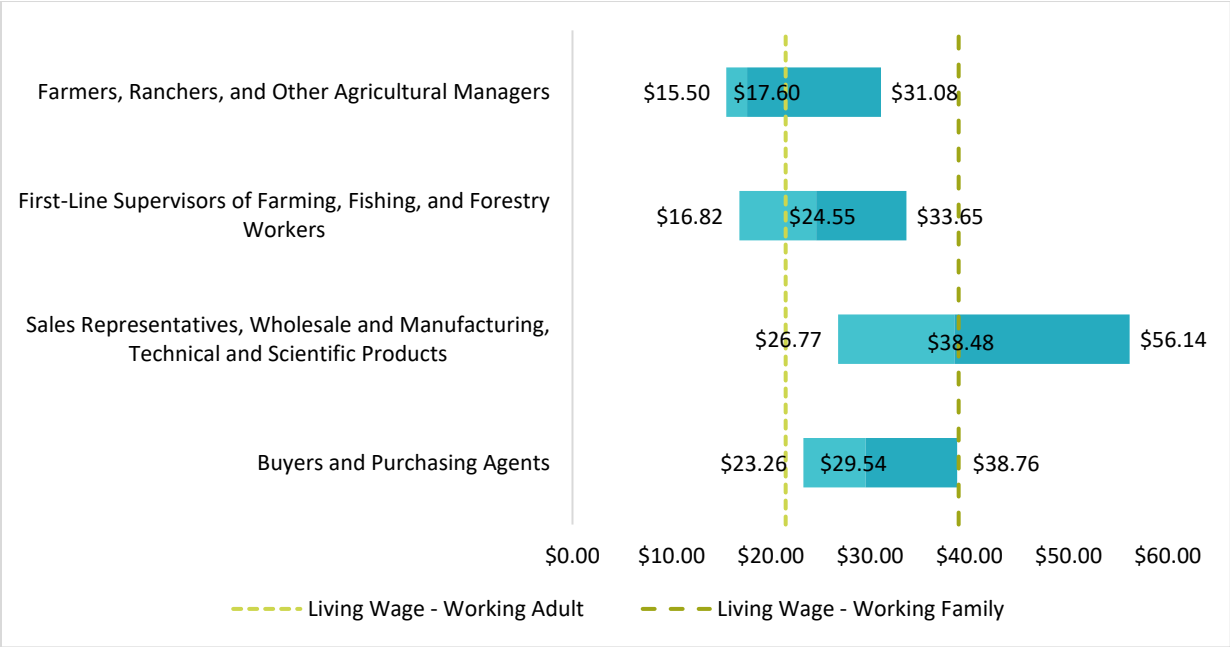 Farmers, Ranchers, and Other Agricultural Managers
$15.50 $17.60 $31.08
First-Line Supervisors of Farming, Fishing, and Forestry
Workers
$16.82 $24.55 $33.65
Sales Representatives, Wholesale and Manufacturing,
Technical and Scientific Products
$26.77 $38.48 $56.14
Buyers and Purchasing Agents
$23.26 $29.54 $38.76
$0.00 $10.00 $20.00 $30.00 $40.00 $50.00 $60.00
Living Wage - Working Adult Living Wage - Working Family